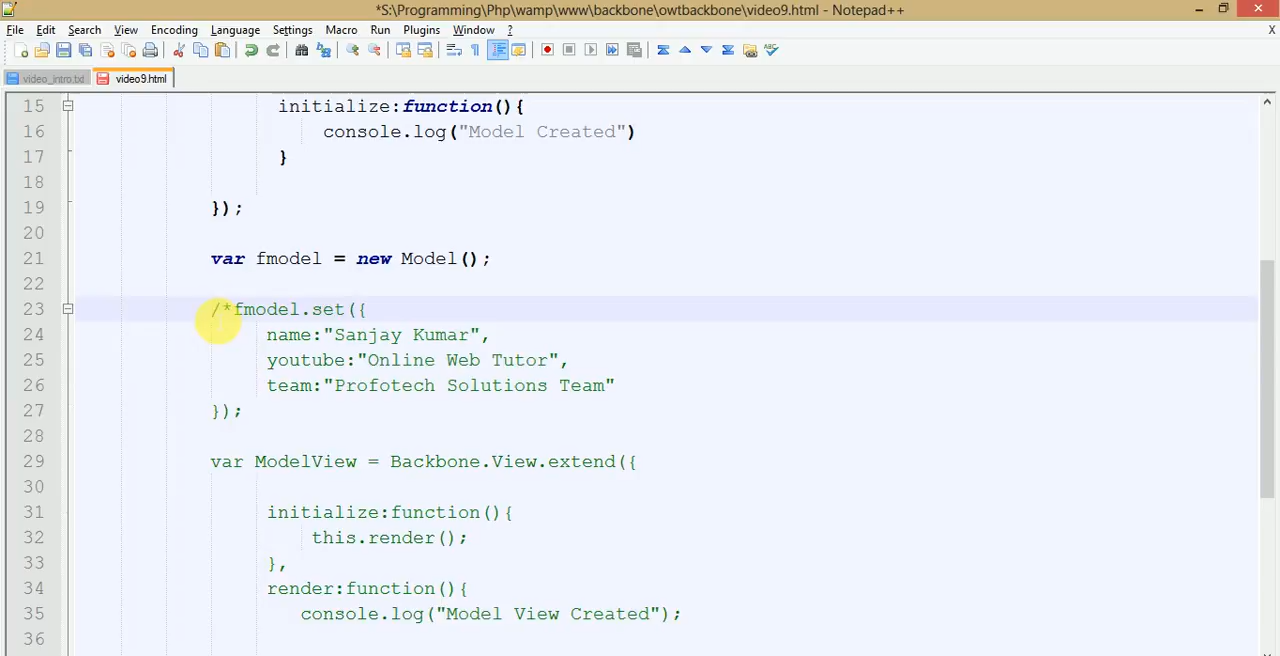 *S:\Programming\Php\wamp\www\backbone\owtbackbone\video9.html - Notepad++
File Edit Search View Encoding Language Settings Macro Run Plugins Window ? X
video_intro.txt video9.html
15 initialize:function(){
16 console.log("Model Created")
17 }
18
19 });
20
21 var fmodel = new Model();
22
23 /*fmodel.set({
24 name:"Sanjay Kumar",
25 youtube:"Online Web Tutor",
26 team:"Profotech Solutions Team"
27 });
28
29 var ModelView = Backbone.View.extend({
30
31 initialize:function(){
32 this.render();
33 },
34 render:function(){
35 console.log("Model View Created");
36